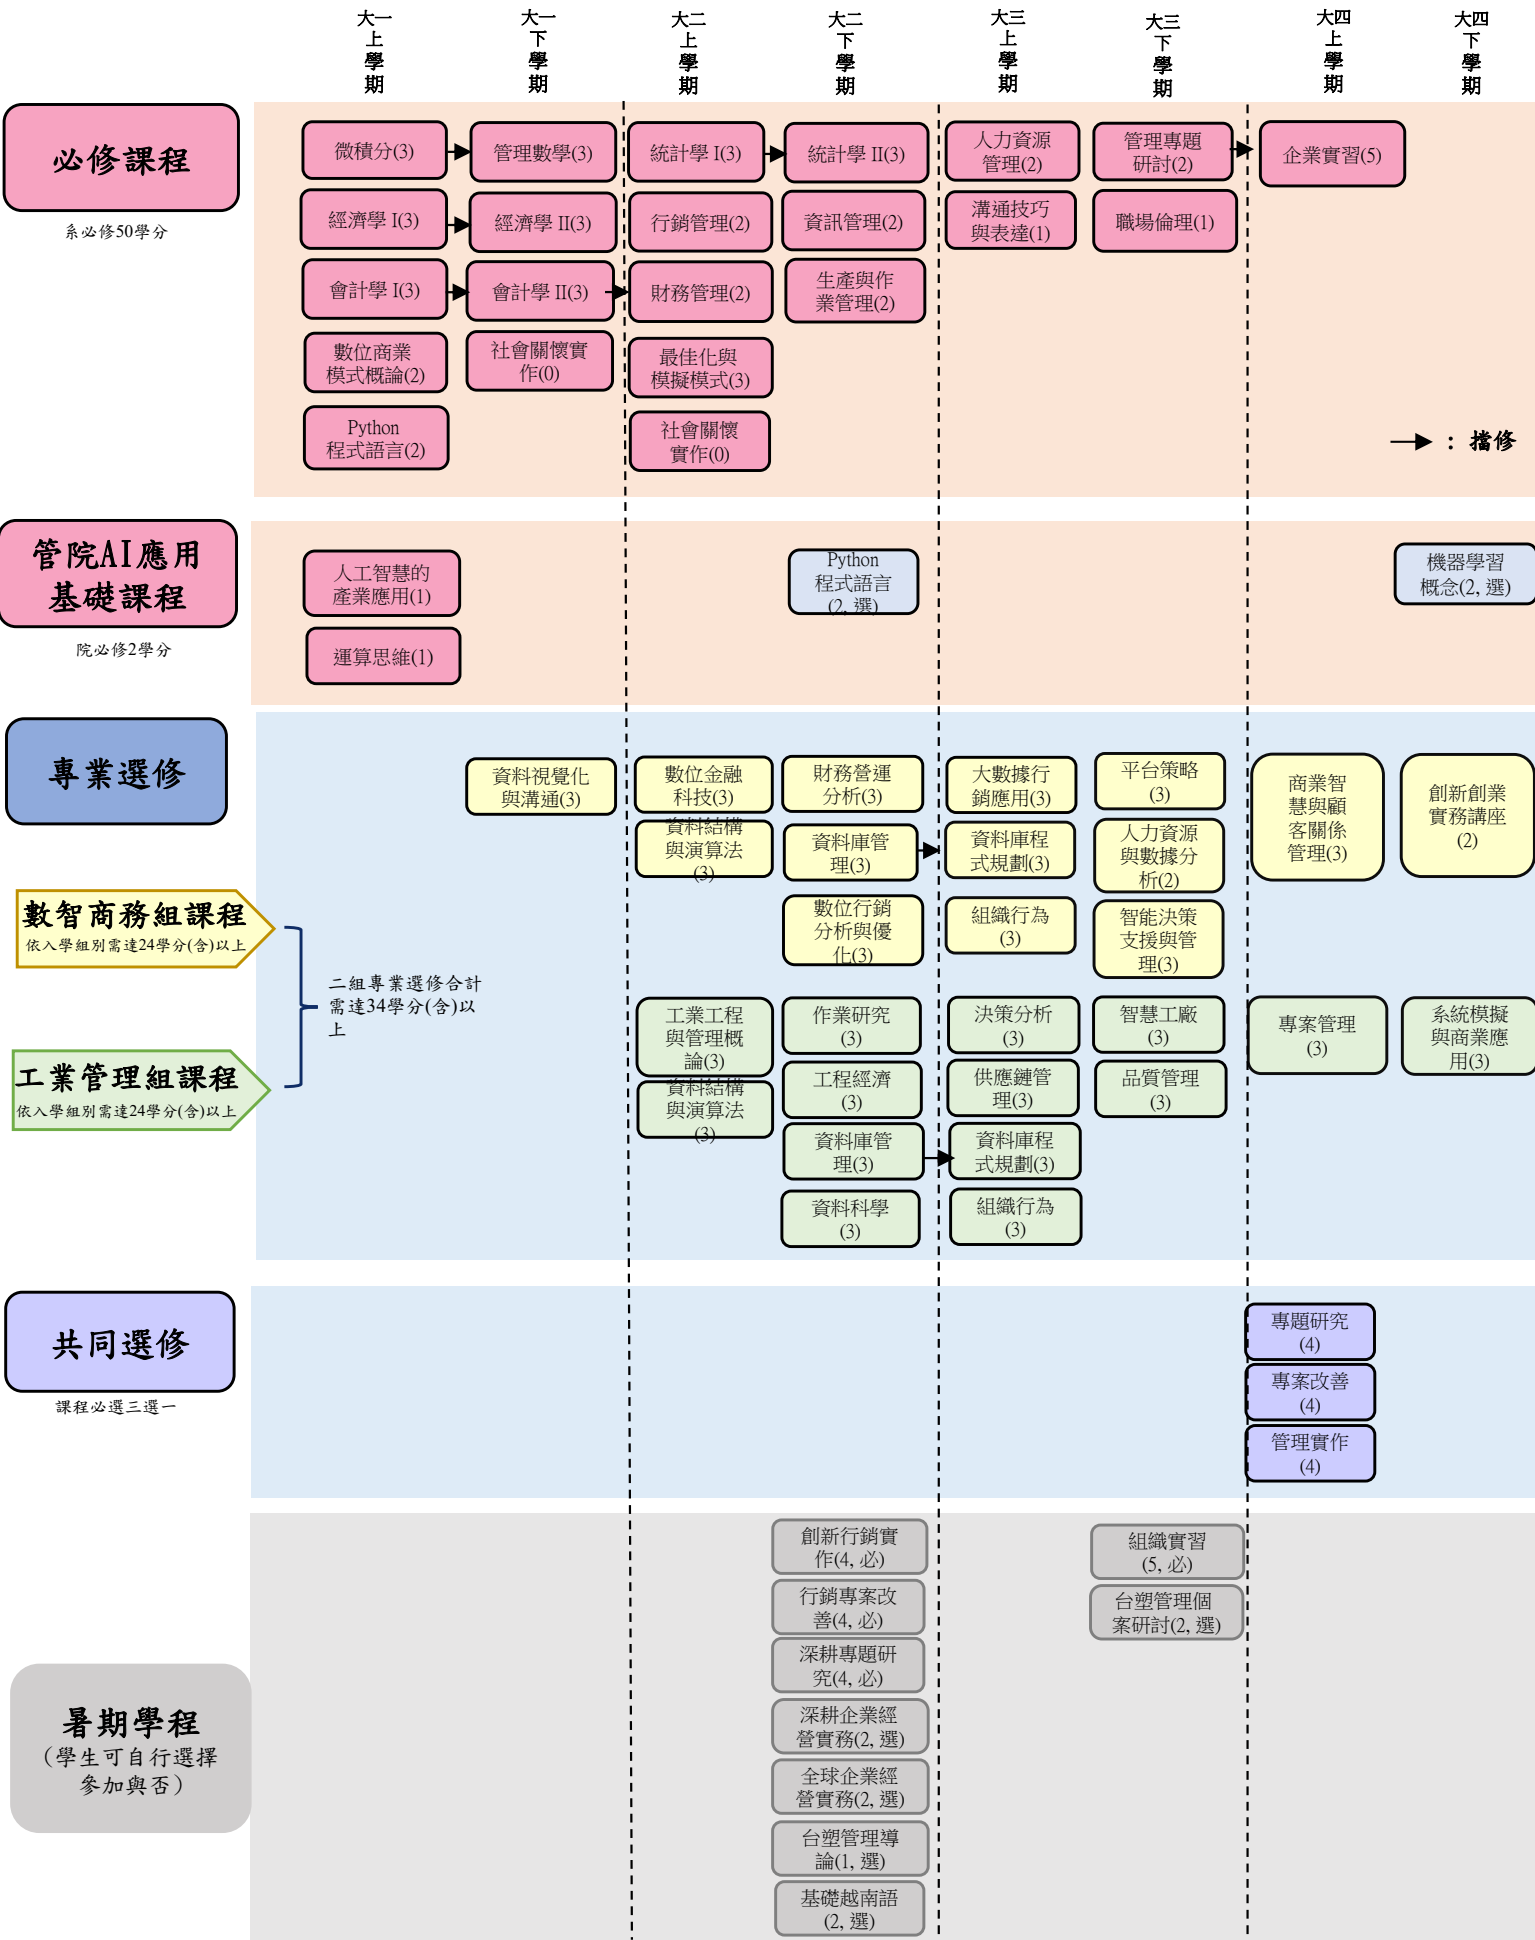 大一
上
學
期
大一
下
學
期
大二
上
學
期
大二
下
學
期
大三
上
學
期
大三
下
學
期
大四
上
學
期
大四
下
學
期
必修課程
系必修50學分
微積分(3)
管理數學(3)
統計學 I(3)
統計學 II(3)
人力資源
管理(2)
管理專題
研討(2)
企業實習(5)
經濟學 I(3)
經濟學 II(3)
行銷管理(2)
資訊管理(2)
溝通技巧
與表達(1)
職場倫理(1)
會計學 I(3)
會計學 II(3)
財務管理(2)
生產與作
業管理(2)
數位商業
模式概論(2)
社會關懷實
作(0)
最佳化與
模擬模式(3)
Python
程式語言(2)
社會關懷
實作(0)
：擋修
管院AI應用
基礎課程
院必修2學分
人工智慧的
產業應用(1)
運算思維(1)
Python
程式語言
(2, 選)
機器學習
概念(2, 選)
專業選修
資料視覺化
與溝通(3)
數位金融
科技(3)
財務營運
分析(3)
大數據行
銷應用(3)
平台策略
(3)
商業智
慧與顧
客關係
管理(3)
創新創業
實務講座
(2)
資料結構
與演算法
(3)
資料庫管
理(3)
資料庫程
式規劃(3)
人力資源
與數據分
析(2)
數位行銷
分析與優
化(3)
組織行為
(3)
智能決策
支援與管
理(3)
數智商務組課程
依入學組別需達24學分(含)以上
二組專業選修合計
需達34學分(含)以
上
工業管理組課程
依入學組別需達24學分(含)以上
工業工程
與管理概
論(3)
作業研究
(3)
決策分析
(3)
智慧工廠
(3)
專案管理
(3)
系統模擬
與商業應
用(3)
資料結構
與演算法
(3)
工程經濟
(3)
供應鏈管
理(3)
品質管理
(3)
資料庫管
理(3)
資料庫程
式規劃(3)
資料科學
(3)
組織行為
(3)
共同選修
課程必選三選一
專題研究
(4)
專案改善
(4)
管理實作
(4)
暑期學程
(學生可自行選擇
參加與否)
創新行銷實
作(4, 必)
行銷專案改
善(4, 必)
深耕專題研
究(4, 必)
深耕企業經
營實務(2, 選)
全球企業經
營實務(2, 選)
台塑管理導
論(1, 選)
基礎越南語
(2, 選)
組織實習
(5, 必)
台塑管理個
案研討(2, 選)